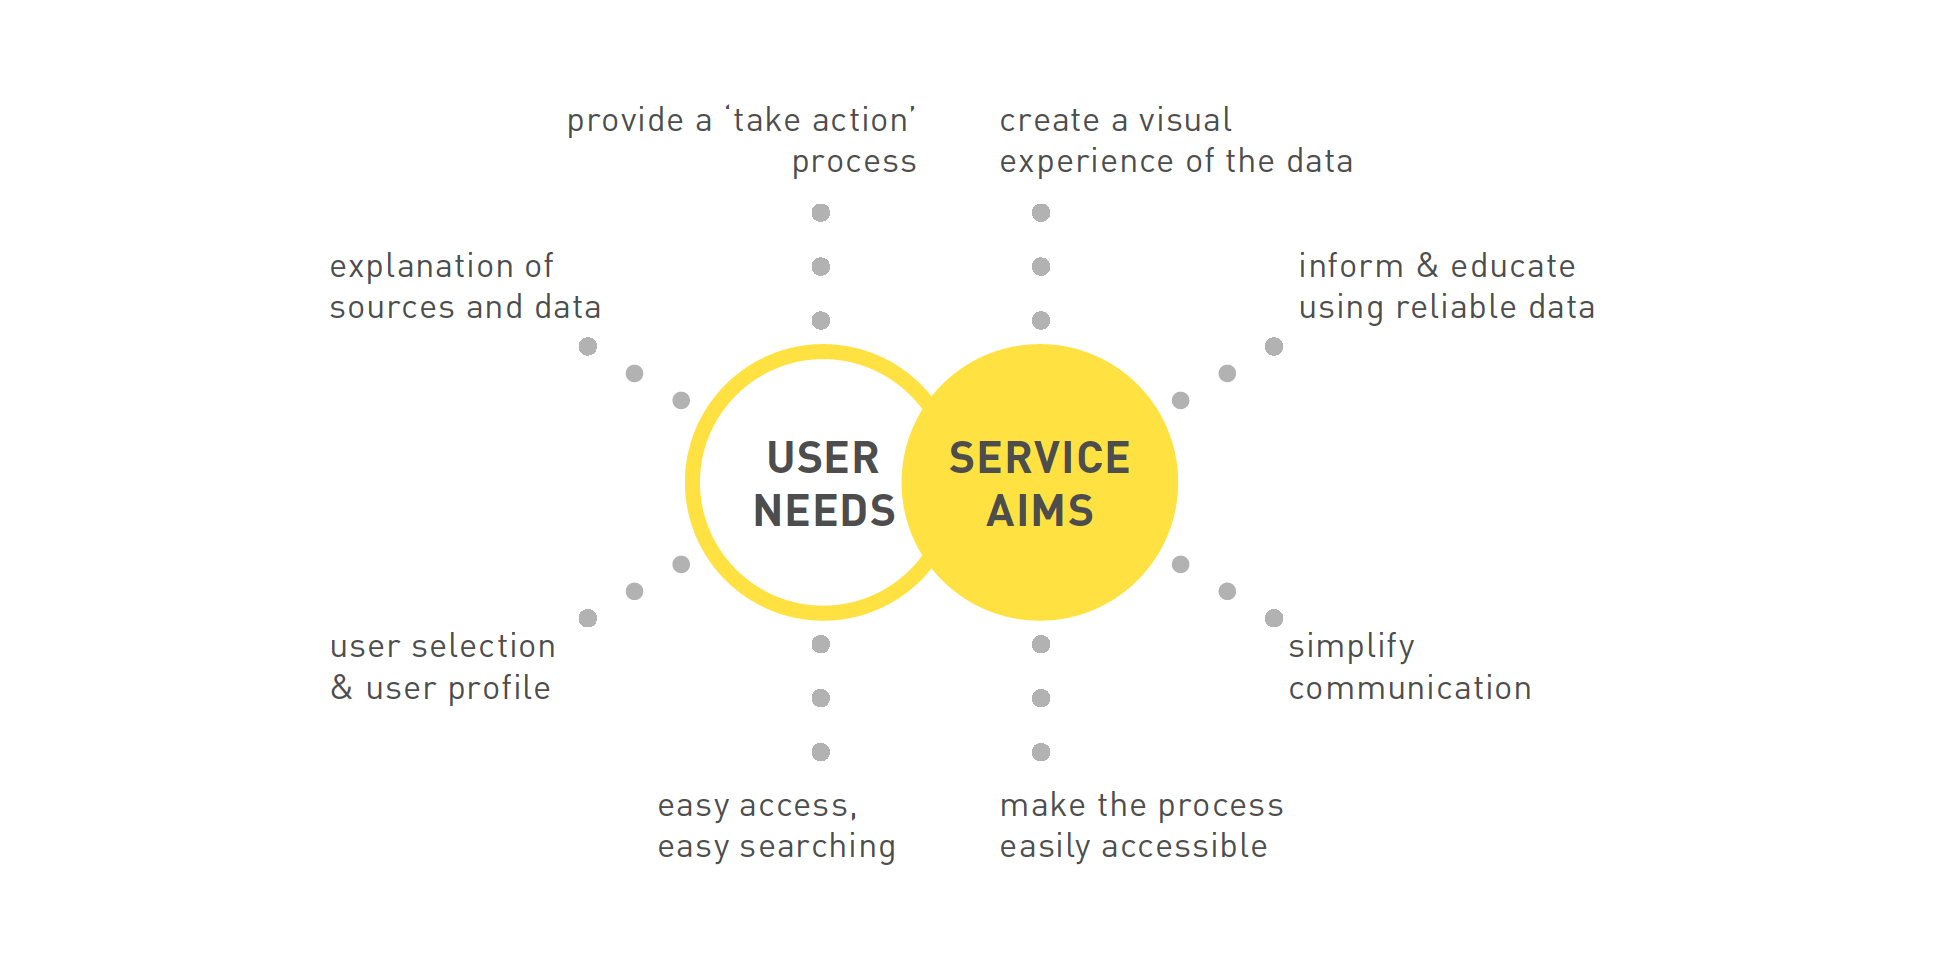 provide a ‘take action’
process
create a visual
experience of the data
explanation of
sources and data
inform & educate
using reliable data
USER
NEEDS
SERVICE
AIMS
user selection
& user profile
simplify
communication
easy access,
easy searching
make the process
easily accessible